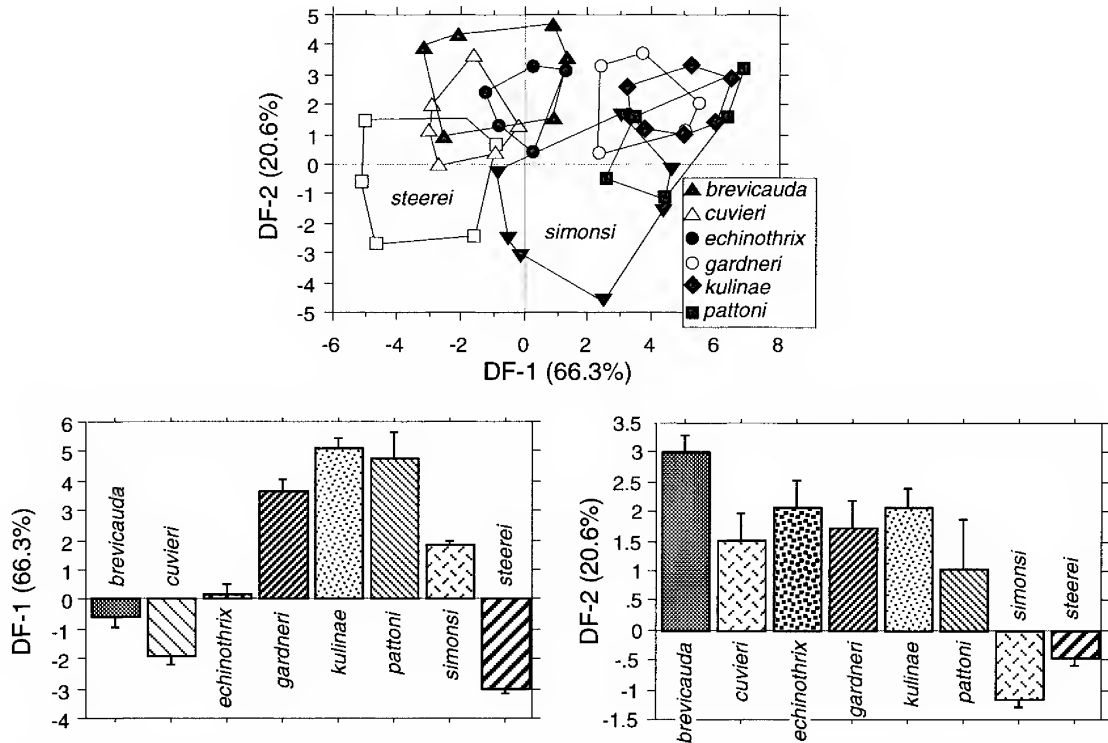 5
4
3
2
1
0
-1
-2
-3
-4
-5
DF-2 (20.6%)
steerei
simonsi
brevicauda
cuvieri
echinothrix
gardneri
kulinae
pattoni
-6
-4
-2
0
2
4
6
8
DF-1 (66.3%)
6
5
4
3
2
1
0
-1
-2
-3
-4
DF-1 (66.3%)
brevicauda
cuvieri
echinothrix
gardneri
kulinae
pattoni
simonsi
steerei
3.5
3
2.5
2
1.5
1
.5
0
-.5
-1
-1.5
DF-2 (20.6%)
brevicauda
cuvieri
echinothrix
gardneri
kulinae
pattoni
simonsi
steerei